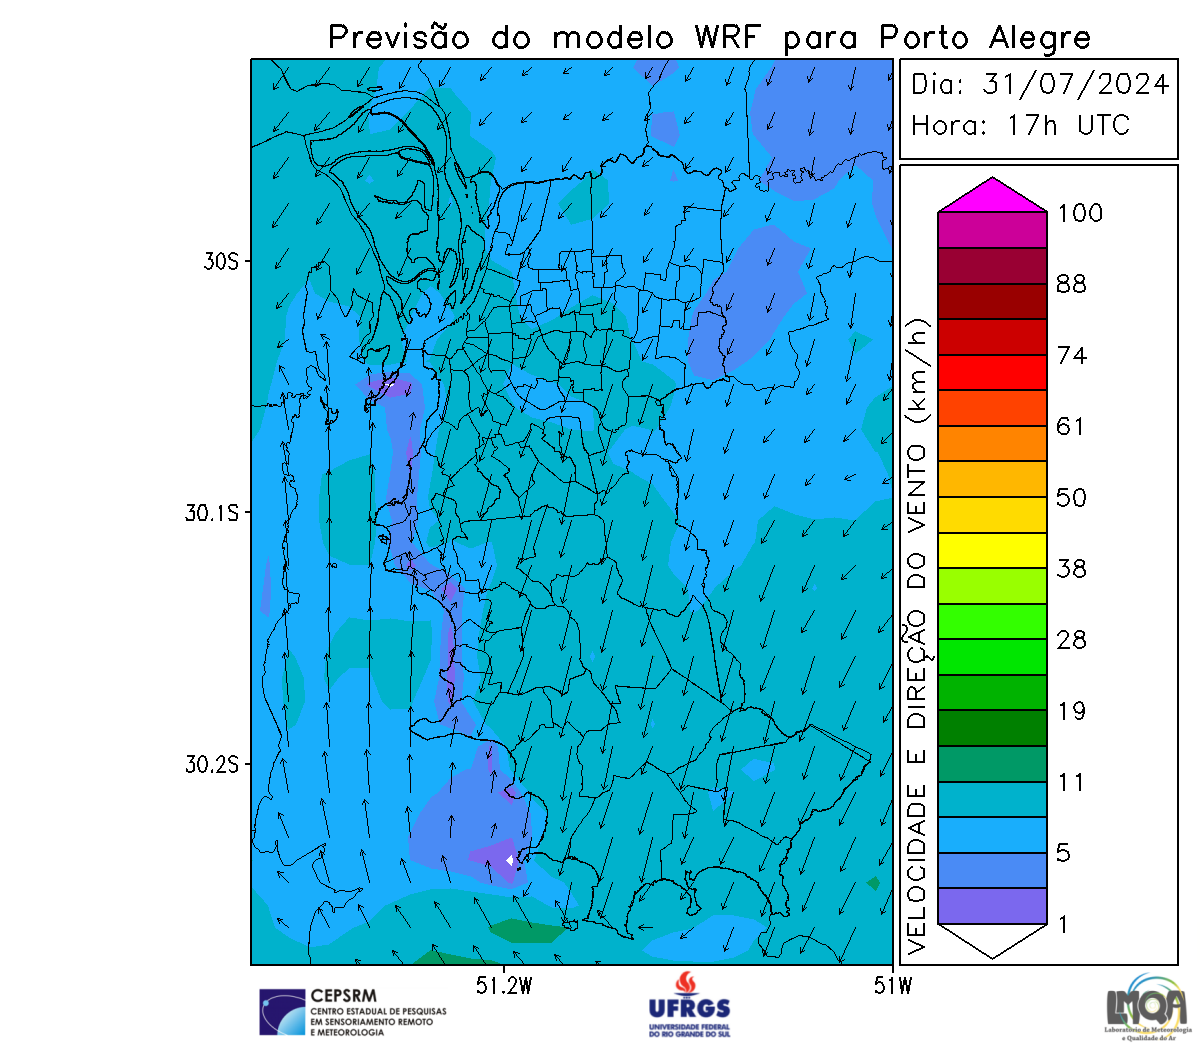 Previsão do modelo WRF para Porto Alegre
Dia: 31/07/2024
Hora: 17h UTC
30S
30.1S
30.2S
51.2W
51W
VELOCIDADE E DIREÇÃO DO VENTO (km/h)
100
88
74
61
50
38
28
19
11
5
1
CEPSRM
CENTRO ESTADUAL DE PESQUISAS
EM SENSORIAMENTO REMOTO
E METEOROLOGIA
UFRGS
UNIVERSIDADE FEDERAL
DO RIO GRANDE DO SUL
LMQA
Laboratório de Meteorologia
e Qualidade do Ar